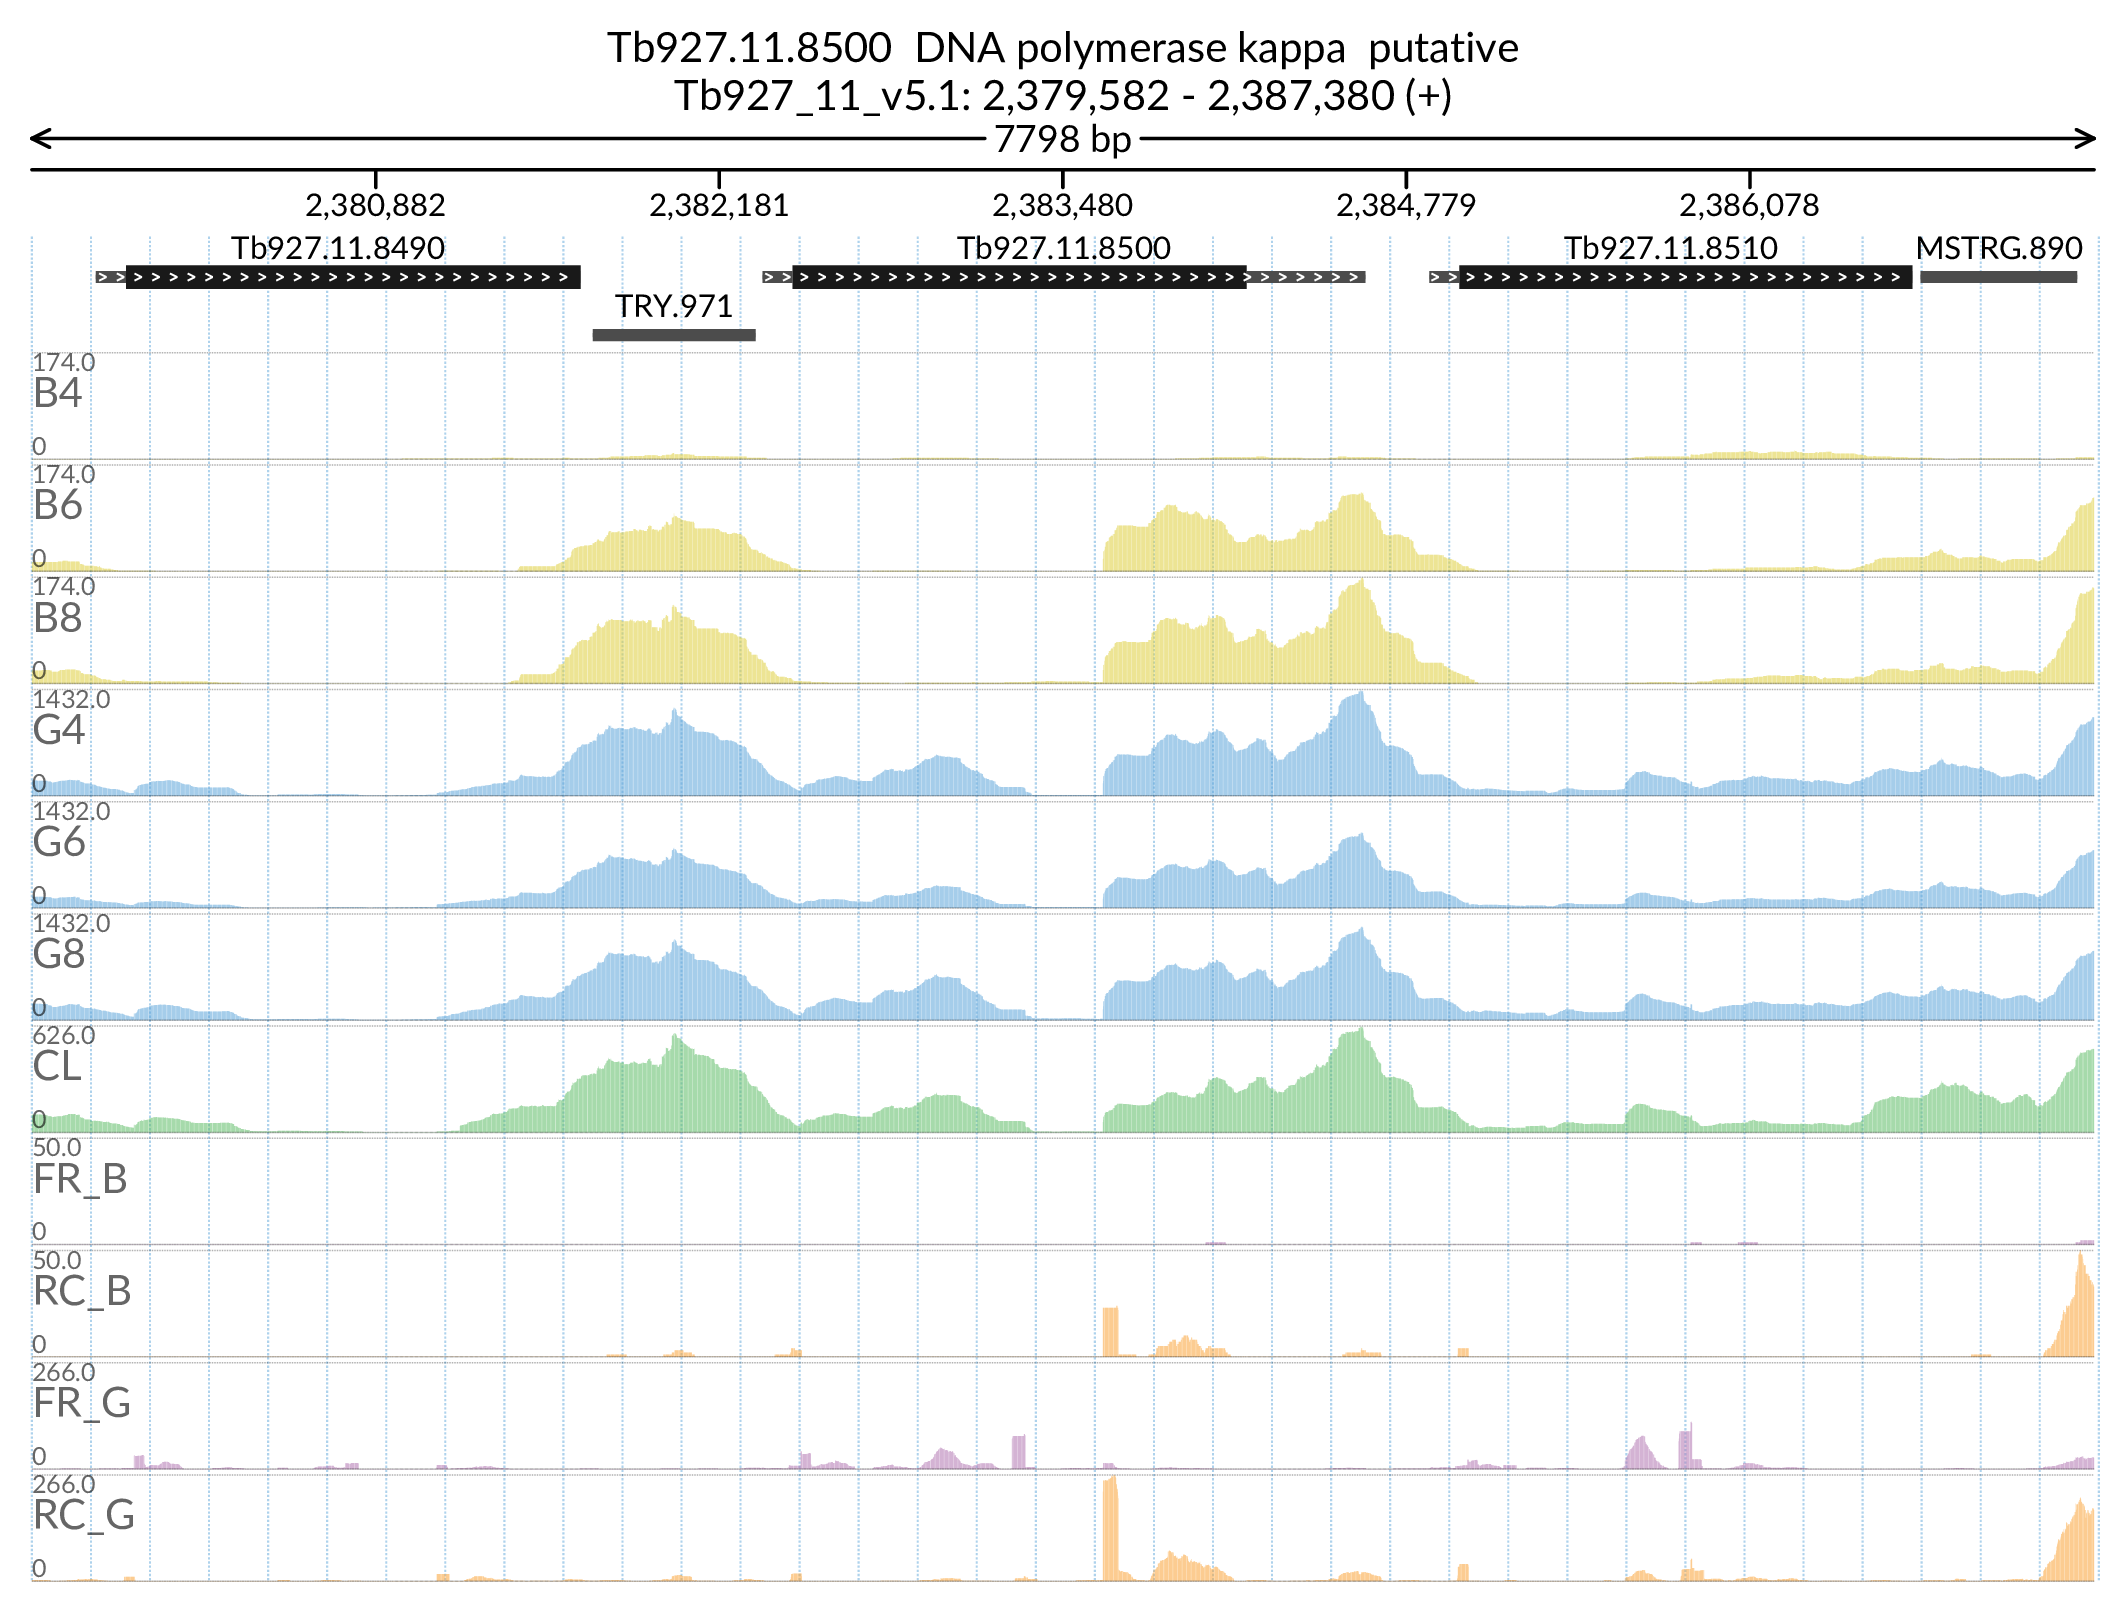 Tb927.11.8500  DNA polymerase kappa  putative
Tb927_11_v5.1: 2,379,582 - 2,387,380 (+)
7798 bp
2,380,882 2,382,181 2,383,480 2,384,779 2,386,078
Tb927.11.8490 Tb927.11.8500 Tb927.11.8510 MSTRG.890
TRY.971
174.0
B4
0
174.0
B6
0
174.0
B8
0
1432.0
G4
0
1432.0
G6
0
1432.0
G8
0
626.0
CL
0
50.0
FR_B
0
50.0
RC_B
0
266.0
FR_G
0
266.0
RC_G
0